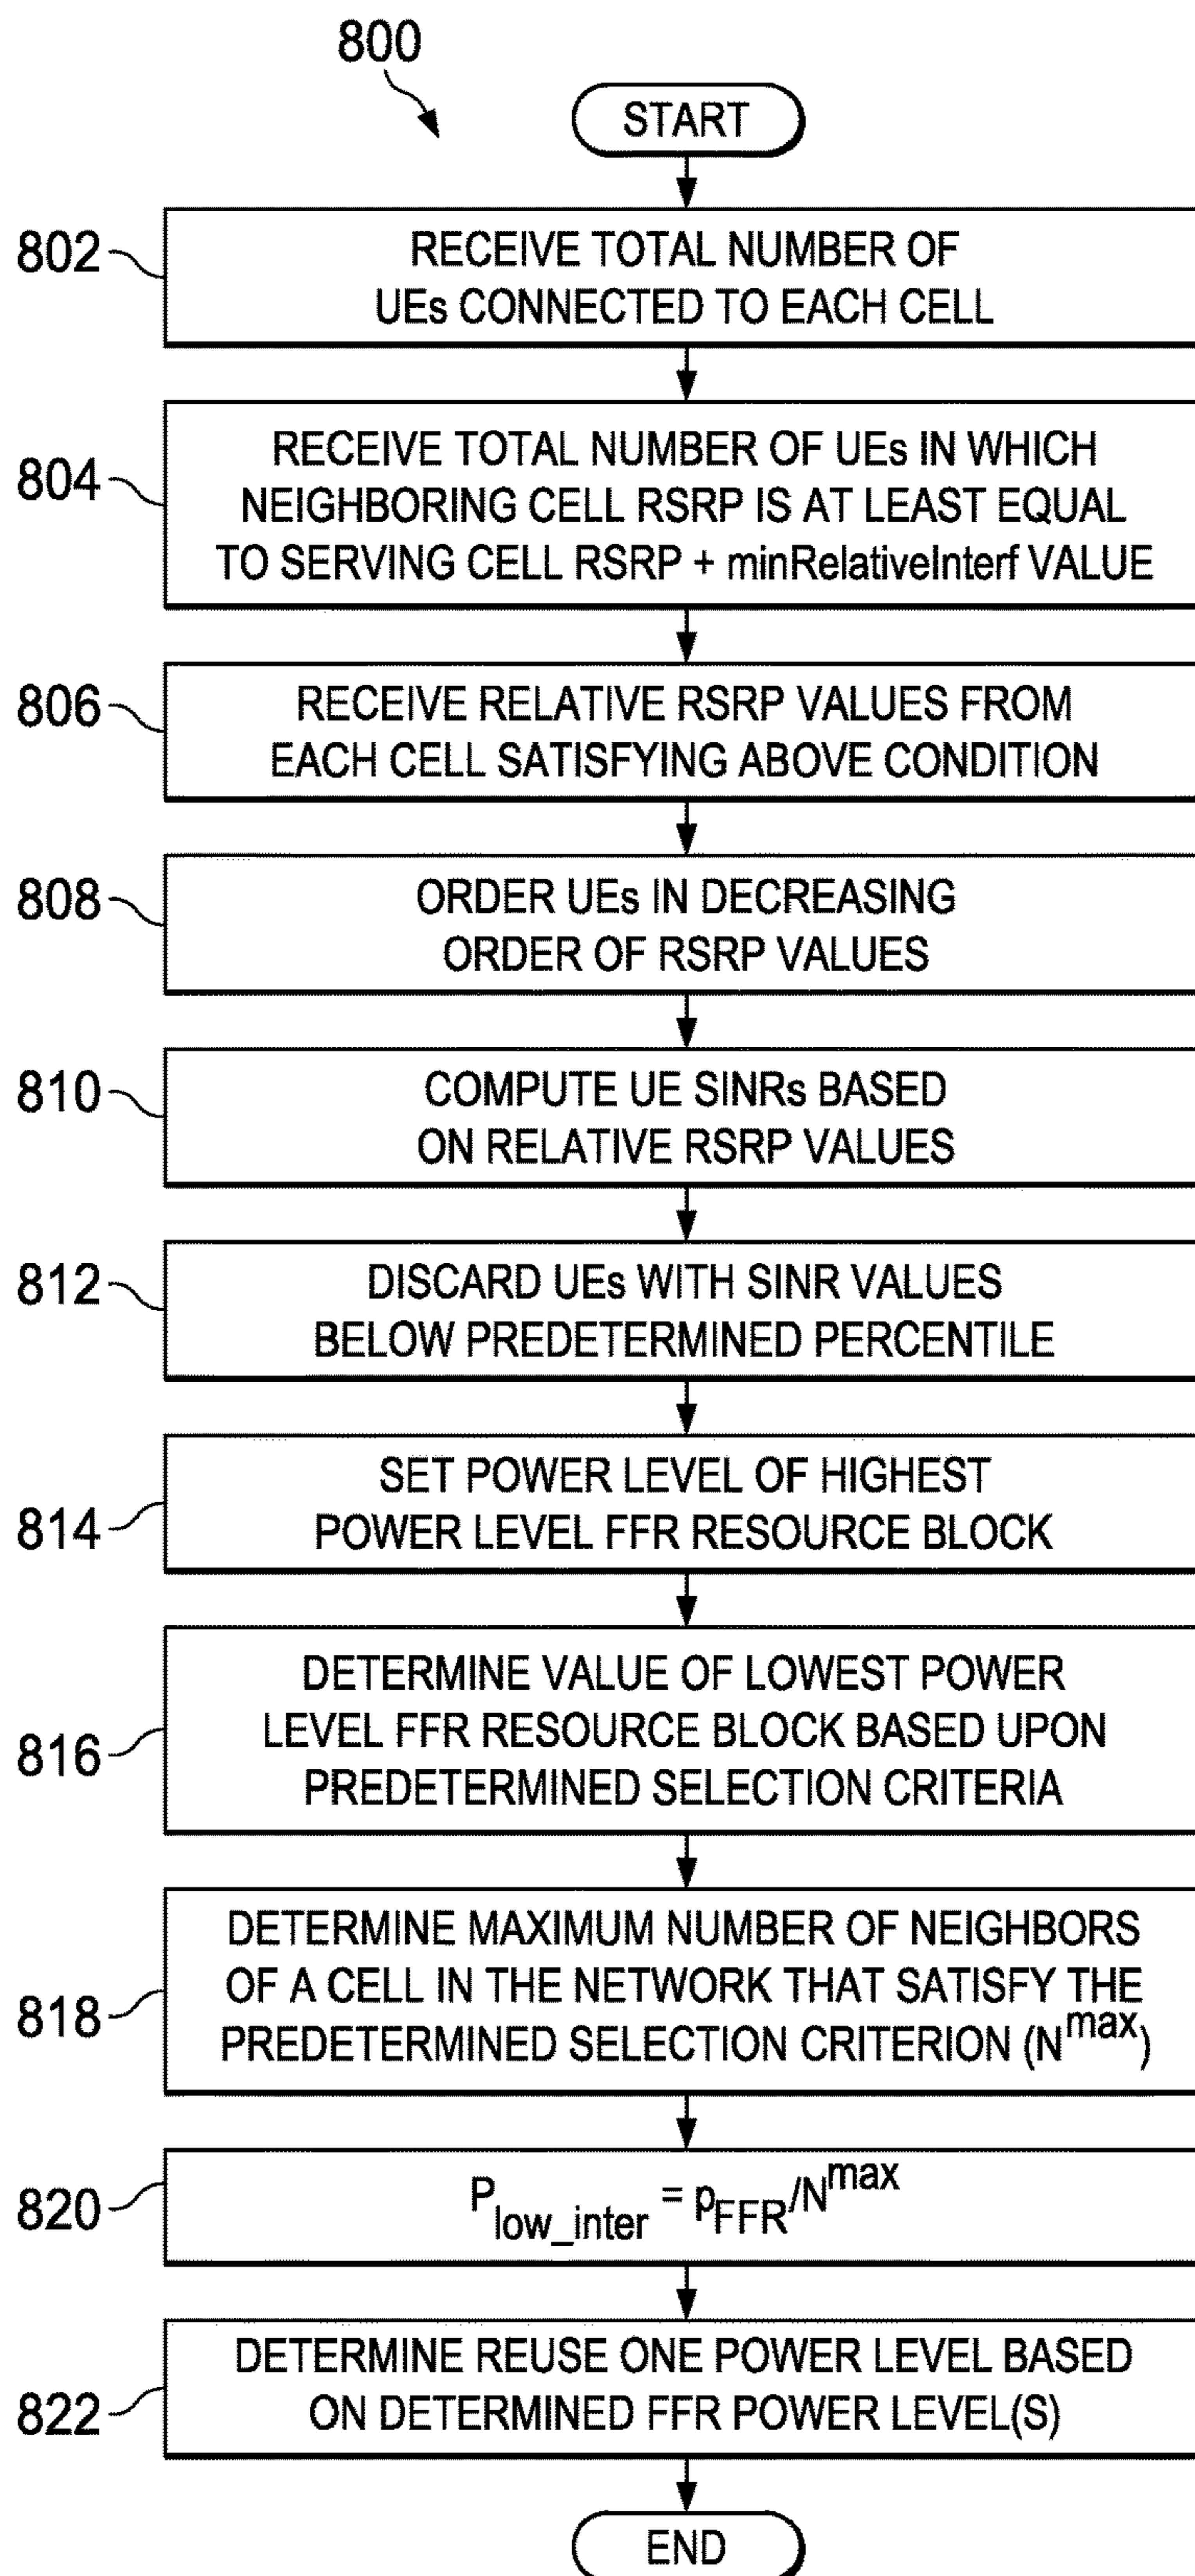 800
START
802
RECEIVE TOTAL NUMBER OF
UEs CONNECTED TO EACH CELL
804
RECEIVE TOTAL NUMBER OF UEs IN WHICH
NEIGHBORING CELL RSRP IS AT LEAST EQUAL
TO SERVING CELL RSRP + minRelativeInterf VALUE
806
RECEIVE RELATIVE RSRP VALUES FROM
EACH CELL SATISFYING ABOVE CONDITION
808
ORDER UEs IN DECREASING
ORDER OF RSRP VALUES
810
COMPUTE UE SINRs BASED
ON RELATIVE RSRP VALUES
812
DISCARD UEs WITH SINR VALUES
BELOW PREDETERMINED PERCENTILE
814
SET POWER LEVEL OF HIGHEST
POWER LEVEL FFR RESOURCE BLOCK
816
DETERMINE VALUE OF LOWEST POWER
LEVEL FFR RESOURCE BLOCK BASED UPON
PREDETERMINED SELECTION CRITERIA
818
DETERMINE MAXIMUM NUMBER OF NEIGHBORS
OF A CELL IN THE NETWORK THAT SATISFY THE
PREDETERMINED SELECTION CRITERION (N^max)
820
P_low_inter = p_FFR/N^max
822
DETERMINE REUSE ONE POWER LEVEL BASED
ON DETERMINED FFR POWER LEVEL(S)
END